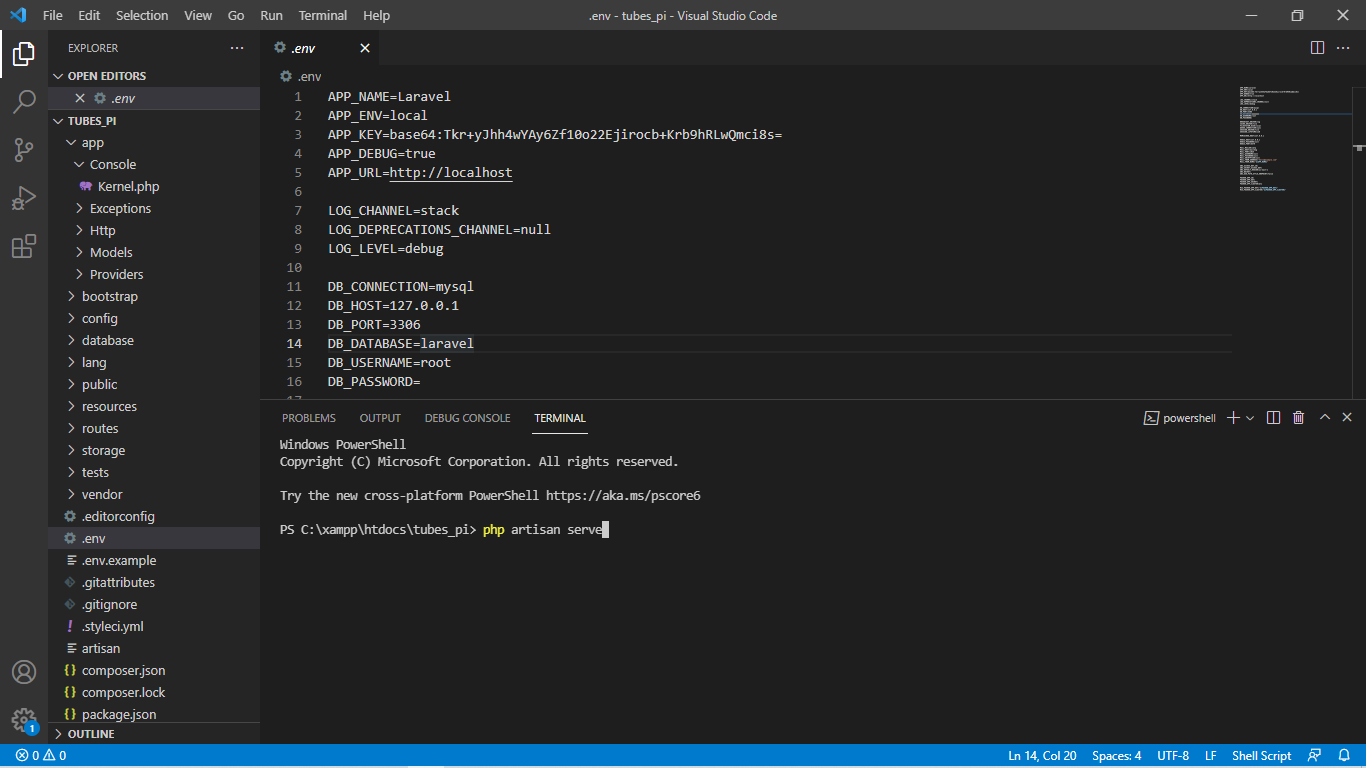 File Edit Selection View Go Run Terminal Help
.env - tubes_pi - Visual Studio Code
EXPLORER
OPEN EDITORS
.env
TUBES_PI
app
Console
Kernel.php
Exceptions
Http
Models
Providers
bootstrap
config
database
lang
public
resources
routes
storage
tests
vendor
.editorconfig
.env
.env.example
.gitattributes
.gitignore
.styleci.yml
artisan
composer.json
composer.lock
package.json
OUTLINE
.env
.env
1 APP_NAME=Laravel
2 APP_ENV=local
3 APP_KEY=base64:Tkr+yJhh4wYAy6Zf10o22Ejirocb+Krb9hRLwQmci8s=
4 APP_DEBUG=true
5 APP_URL=http://localhost
6
7 LOG_CHANNEL=stack
8 LOG_DEPRECATIONS_CHANNEL=null
9 LOG_LEVEL=debug
10
11 DB_CONNECTION=mysql
12 DB_HOST=127.0.0.1
13 DB_PORT=3306
14 DB_DATABASE=laravel
15 DB_USERNAME=root
16 DB_PASSWORD=
17
PROBLEMS OUTPUT DEBUG CONSOLE TERMINAL
powershell
Windows PowerShell
Copyright (C) Microsoft Corporation. All rights reserved.
Try the new cross-platform PowerShell https://aka.ms/pscore6
PS C:\xampp\htdocs\tubes_pi> php artisan serve
1
0 0
Ln 14, Col 20 Spaces: 4 UTF-8 LF Shell Script